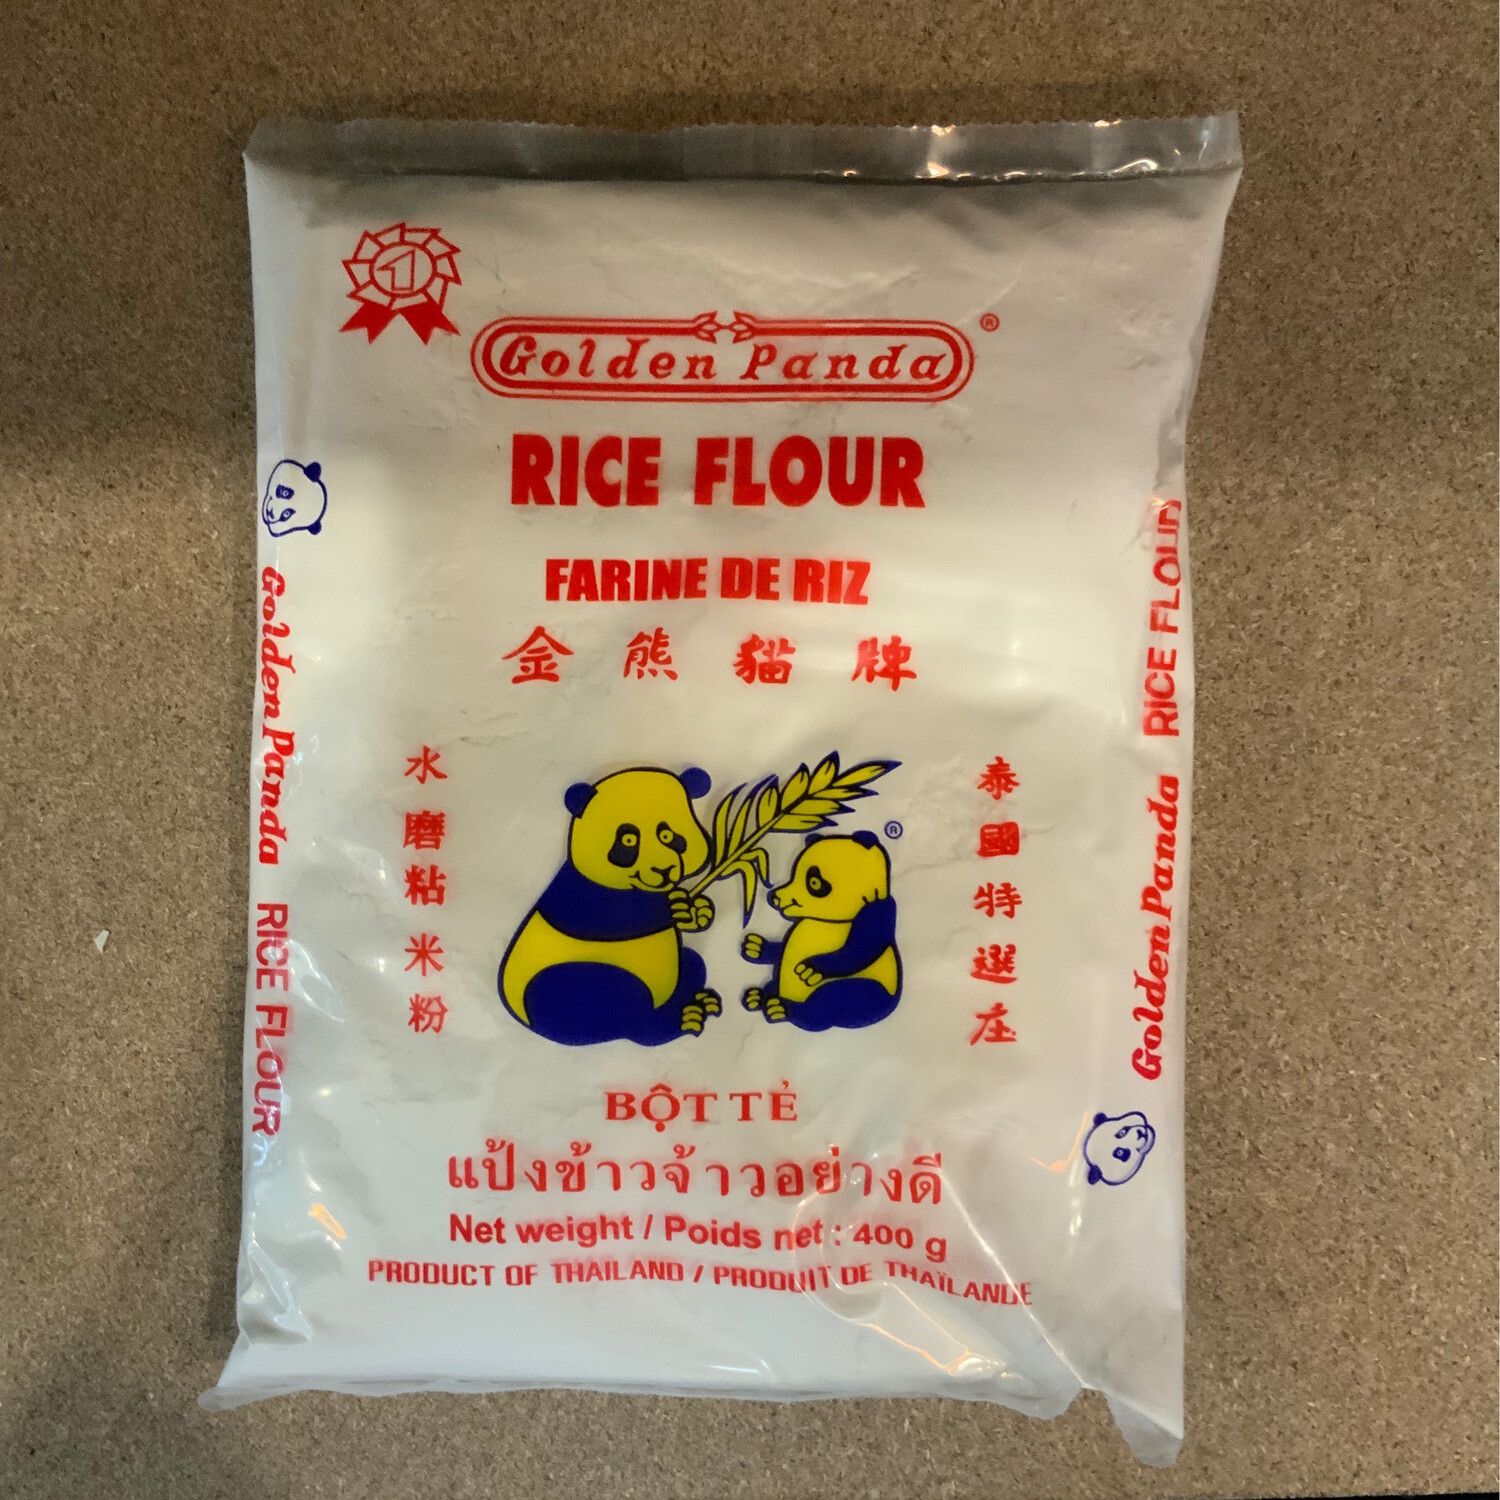 1
Golden Panda ®
RICE FLOUR
FARINE DE RIZ
金熊貓牌
水磨粘米粉
®
泰國特選庄
BỘT TẺ
แป้งข้าวจ้าวอย่างดี
Net weight / Poids net : 400 g
PRODUCT OF THAILAND / PRODUIT DE THAÏLANDE
Golden Panda RICE FLOUR
Golden Panda RICE FLOUR